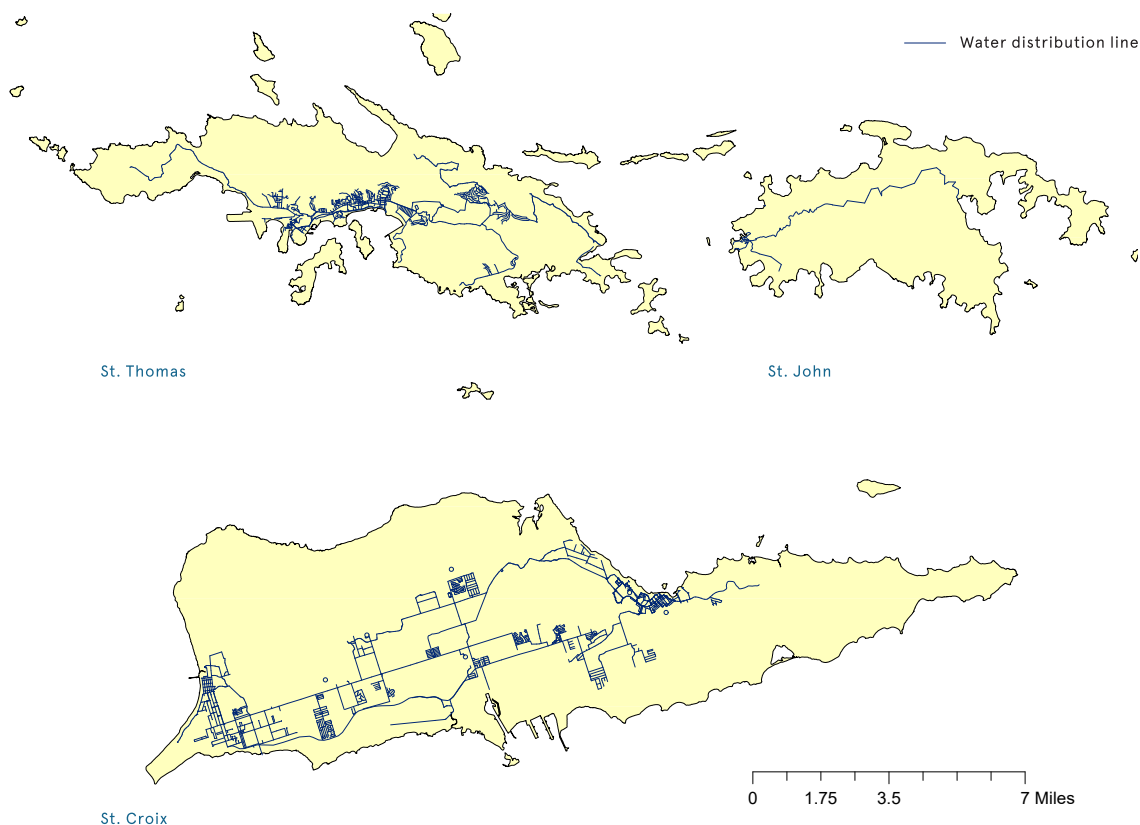 Water distribution line
St. Thomas
St. John
0 1.75 3.5 7 Miles
St. Croix